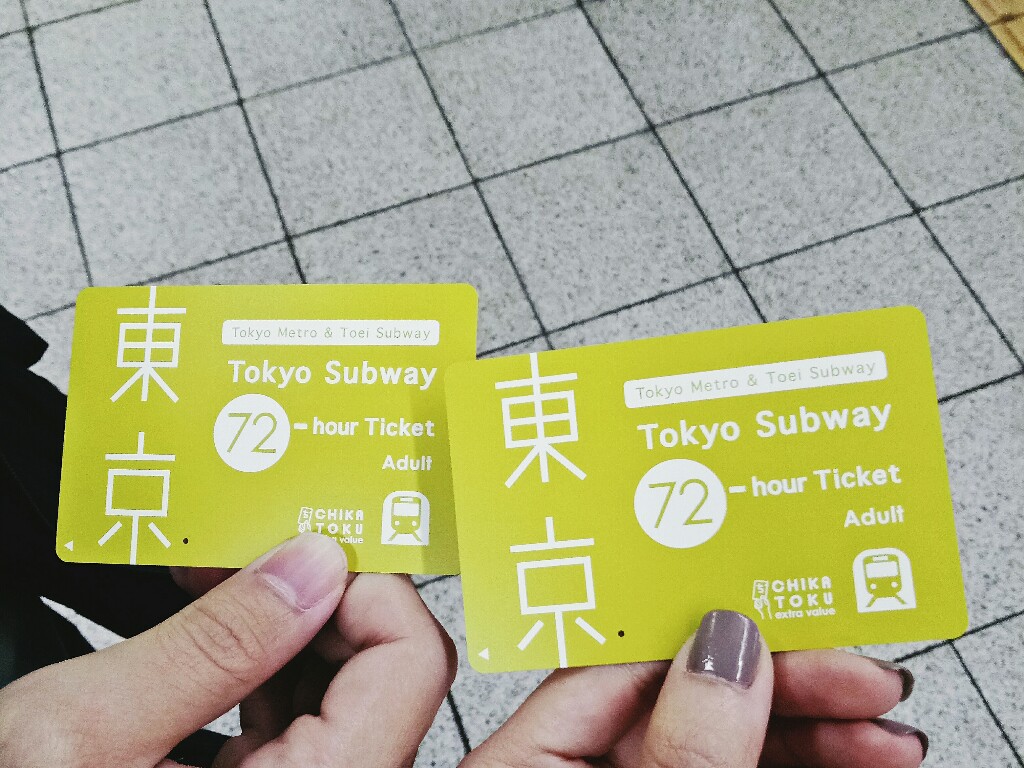 東京
Tokyo Metro & Toei Subway
Tokyo Subway
72-hour Ticket
Adult
CHIKA
TOKU
extra value
東京
Tokyo Metro & Toei Subway
Tokyo Subway
72-hour Ticket
Adult
CHIKA
TOKU
extra value